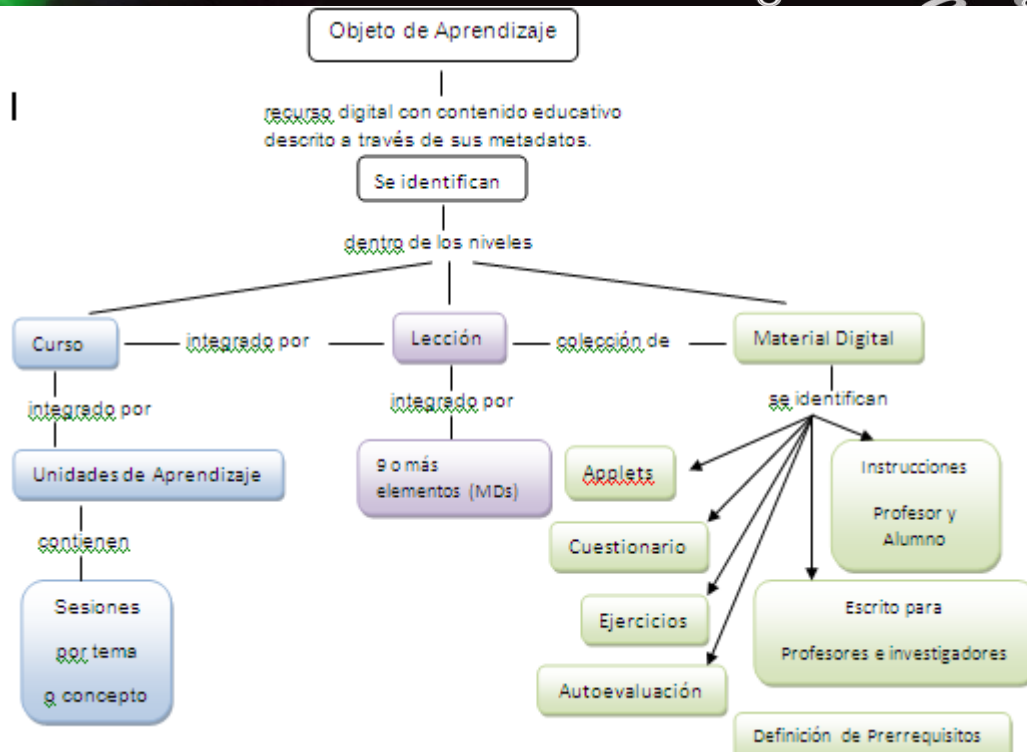 Objeto de Aprendizaje
recurso digital con contenido educativo
descrito a través de sus metadatos.
Se identifican
dentro de los niveles
Curso
integrado por
Lección
colección de
Material Digital
integrado por
integrado por
se identifican
Unidades de Aprendizaje
9 o más
elementos (MDs)
Applets
Instrucciones
Profesor y
Alumno
contienen
Cuestionario
Sesiones
por tema
o concepto
Ejercicios
Escrito para
Profesores e investigadores
Autoevaluación
Definición de Prerrequisitos